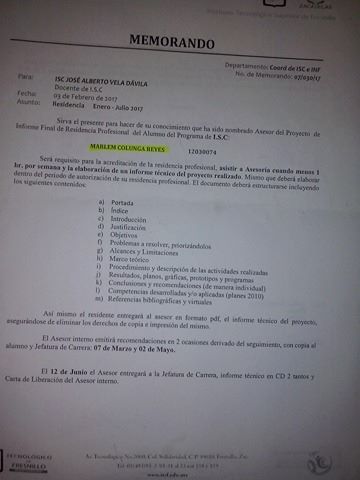 ZACATECAS
Instituto Tecnológico Superior de Fresnillo
MEMORANDO
Departamento: Coord de ISC e INF
No. de Memorando: 07/030/17
Para: ISC JOSÉ ALBERTO VELA DÁVILA
Docente de I.S.C
Fecha: 03 de Febrero de 2017
Asunto: Residencia Enero - Julio 2017
Sirva el presente para hacer de su conocimiento que ha sido nombrado Asesor del Proyecto de
Informe Final de Residencia Profesional del Alumno del Programa de I.S.C:
MARLEM COLUNGA REYES 12030074
Será requisito para la acreditación de la residencia profesional, asistir a Asesoría cuando menos 1
hr. por semana y la elaboración de un informe técnico del proyecto realizado. Mismo que deberá elaborar
dentro del periodo de autorización de su residencia profesional. El documento deberá estructurarse incluyendo
los siguientes contenidos:
a) Portada
b) Índice
c) Introducción
d) Justificación
e) Objetivos
f) Problemas a resolver, priorizándolos
g) Alcances y Limitaciones
h) Marco teórico
i) Procedimiento y descripción de las actividades realizadas
j) Resultados, planos, gráficas, prototipos y programas
k) Conclusiones y recomendaciones (de manera individual)
l) Competencias desarrolladas y/o aplicadas (planes 2010)
m) Referencias bibliográficas y virtuales
Así mismo el residente entregará al asesor en formato pdf, el informe técnico del proyecto,
asegurándose de eliminar los derechos de copia e impresión del mismo.
El Asesor interno emitirá recomendaciones en 2 ocasiones derivado del seguimiento, con copia al
alumno y Jefatura de Carrera: 07 de Marzo y 02 de Mayo.
El 12 de Junio el Asesor entregará a la Jefatura de Carrera, informe técnico en CD 2 tantos y
Carta de Liberación del Asesor interno.
TECNOLÓGICO
FRESNILLO
Av. Tecnológico No. 2000, Col. Solidaridad, C.P. 99010, Fresnillo, Zac.